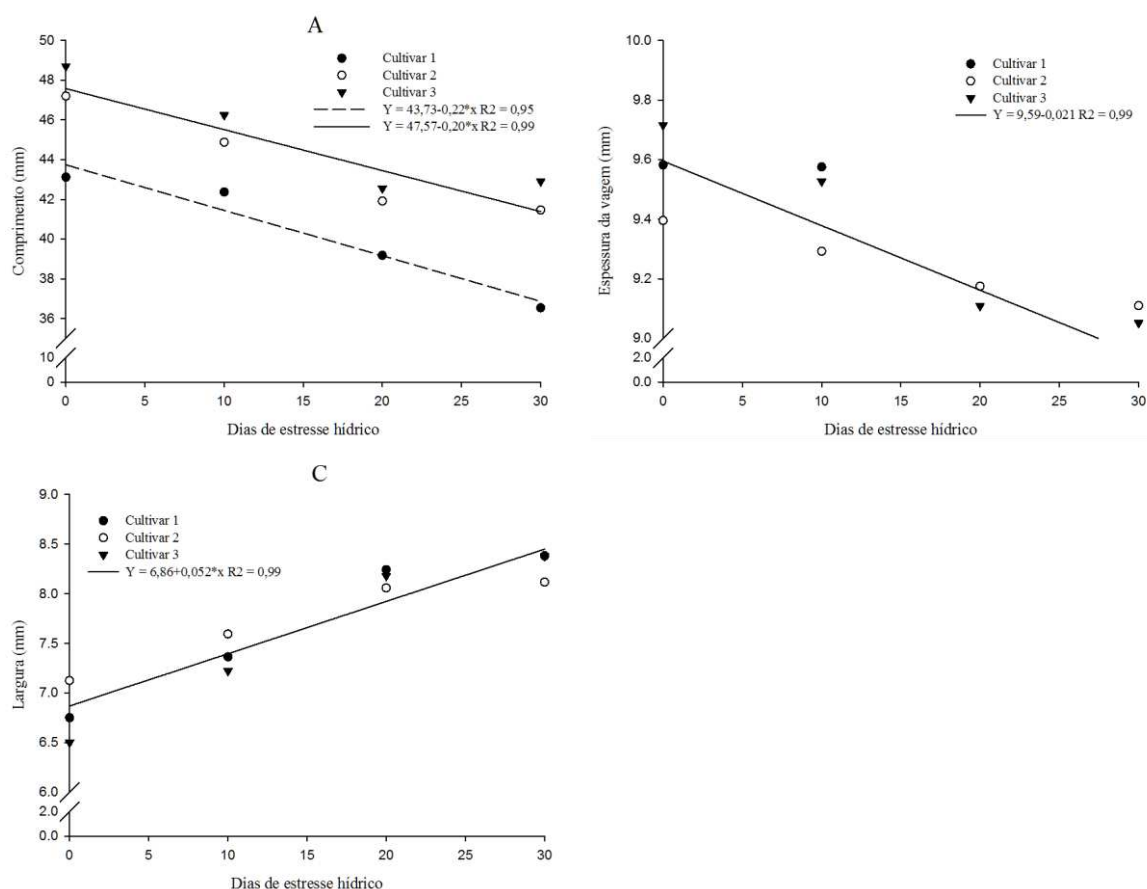 A
50
48
46
44
42
40
38
36
10
0
Comprimento (mm)
Cultivar 1
Cultivar 2
Cultivar 3
Y = 43,73-0,22*x R2 = 0,95
Y = 47,57-0,20*x R2 = 0,99
0 5 10 15 20 25 30
Dias de estresse hídrico
10.0
9.8
9.6
9.4
9.2
9.0
2.0
0.0
Espessura da vagem (mm)
Cultivar 1
Cultivar 2
Cultivar 3
Y = 9,59-0,021 R2 = 0,99
0 5 10 15 20 25 30
Dias de estresse hídrico
C
9.0
8.5
8.0
7.5
7.0
6.5
6.0
2.0
0.0
Largura (mm)
Cultivar 1
Cultivar 2
Cultivar 3
Y = 6,86+0,052*x R2 = 0,99
0 5 10 15 20 25 30
Dias de estresse hídrico